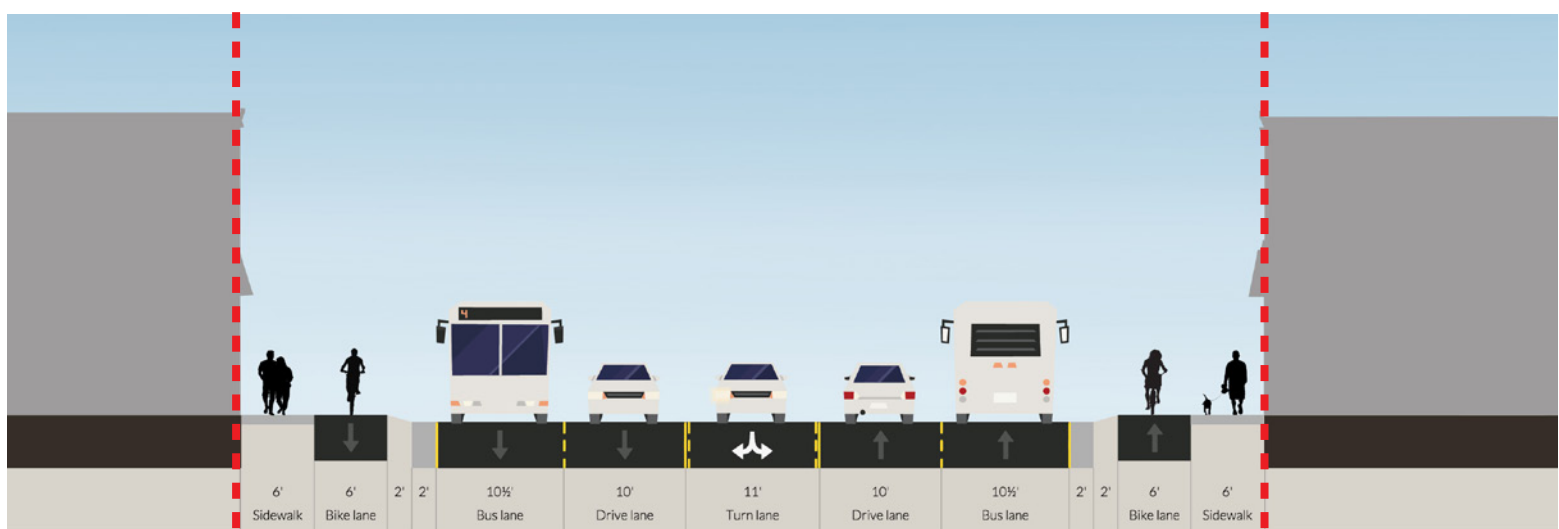 4
6' 6' 2' 2' 10½' 10' 11' 10' 10½' 2' 2' 6' 6'
Sidewalk Bike lane Bus lane Drive lane Turn lane Drive lane Bus lane Bike lane Sidewalk